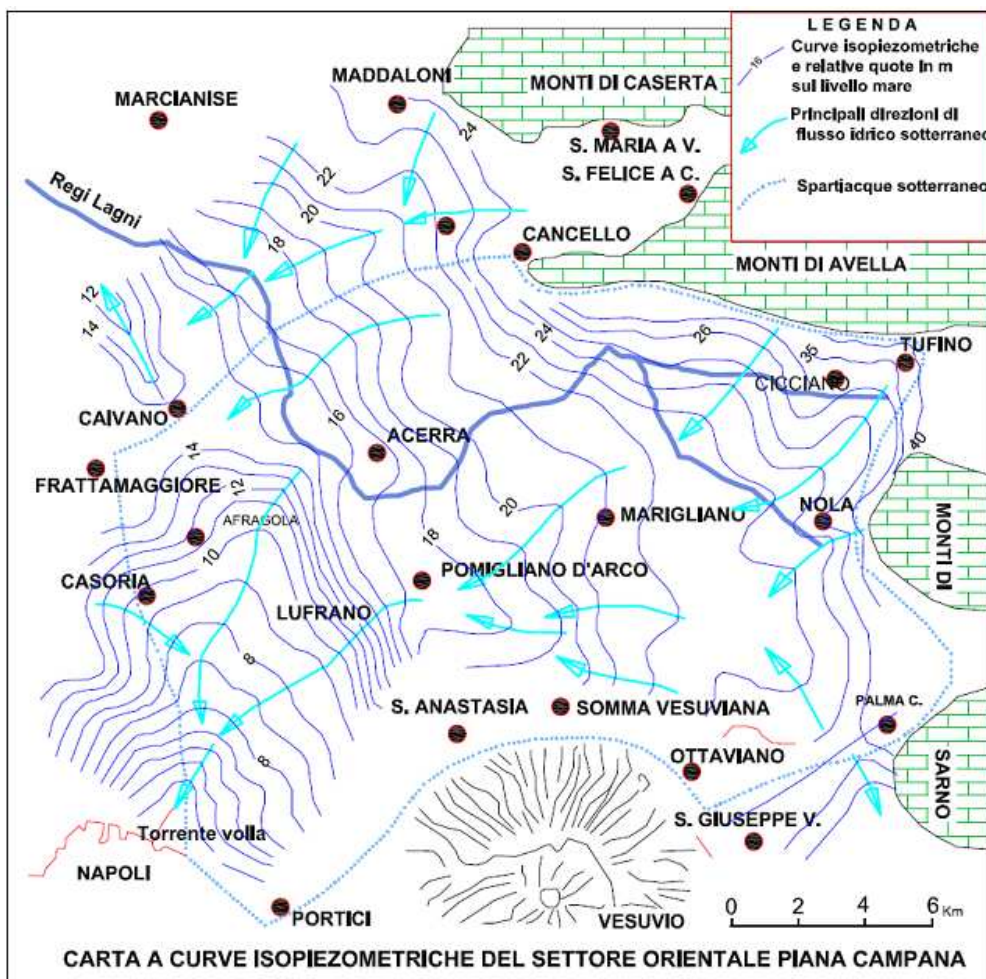 LEGENDA
Curve isopiezometriche
e relative quote in m
sul livello mare
16
Principali direzioni di
flusso idrico sotterraneo
Spartiacque sotterraneo
MADDALONI
MONTI DI CASERTA
MARCIANISE
24
S. MARIA A V.
S. FELICE A C.
22
Regi Lagni
20
18
CANCELLO
MONTI DI AVELLA
12
14
24
26
22
35
TUFINO
CICCIANO
CAIVANO
16
ACERRA
40
14
FRATTAMAGGIORE
12
20
AFRAGOLA
MARIGLIANO
NOLA
18
10
MONTI DI
CASORIA
POMIGLIANO D'ARCO
LUFRANO
8
S. ANASTASIA
SOMMA VESUVIANA
PALMA C.
8
OTTAVIANO
SARNO
S. GIUSEPPE V.
Torrente volla
NAPOLI
PORTICI
VESUVIO
0 2 4 6 Km
CARTA A CURVE ISOPIEZOMETRICHE DEL SETTORE ORIENTALE PIANA CAMPANA